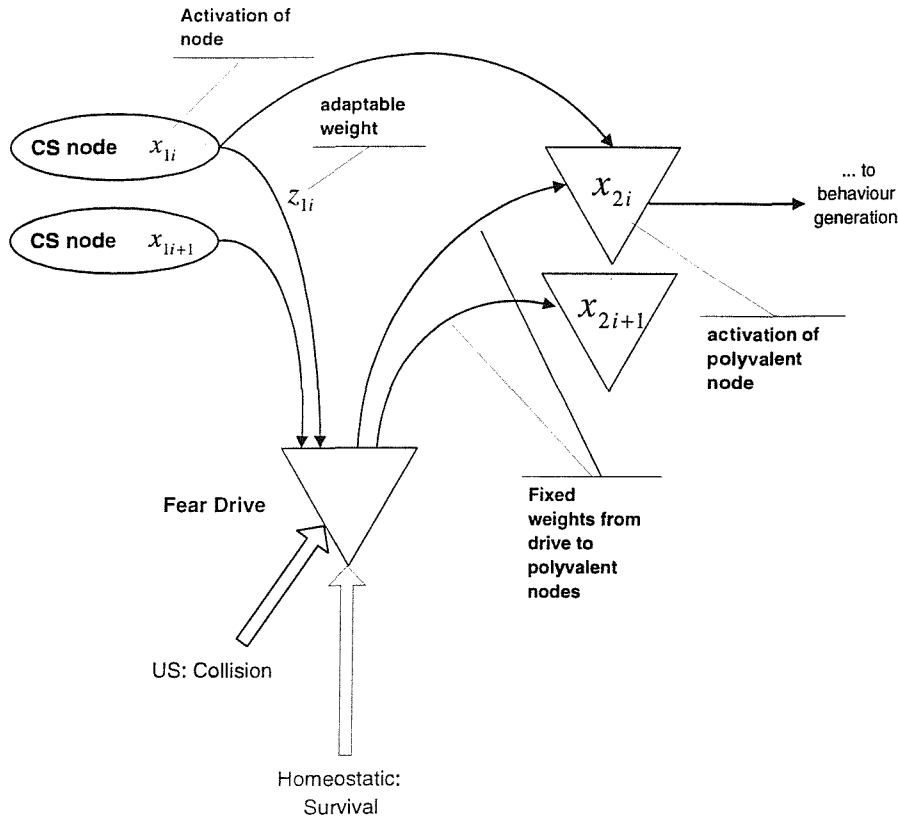 Activation of
node
adaptable
weight
CS node x1i
z1i
CS node x1i+1
x2i
... to
behaviour
generation
x2i+1
activation of
polyvalent
node
Fear Drive
Fixed
weights from
drive to
polyvalent
nodes
US: Collision
Homeostatic:
Survival